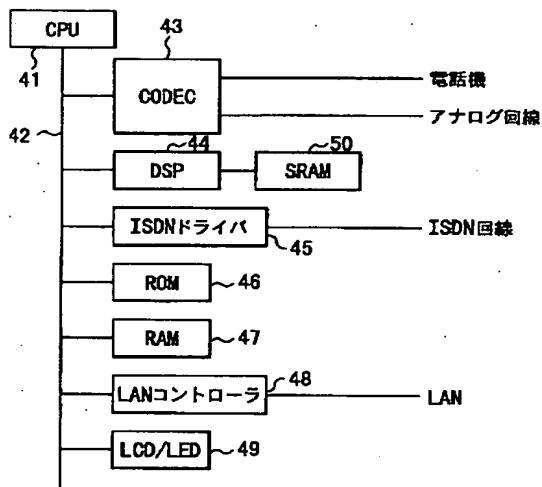 CPU
41
42
43
CODEC
電話機
アナログ回線
44
DSP
50
SRAM
ISDNドライバ
45
ISDN回線
ROM
46
RAM
47
LANコントローラ
48
LAN
LCD/LED
49